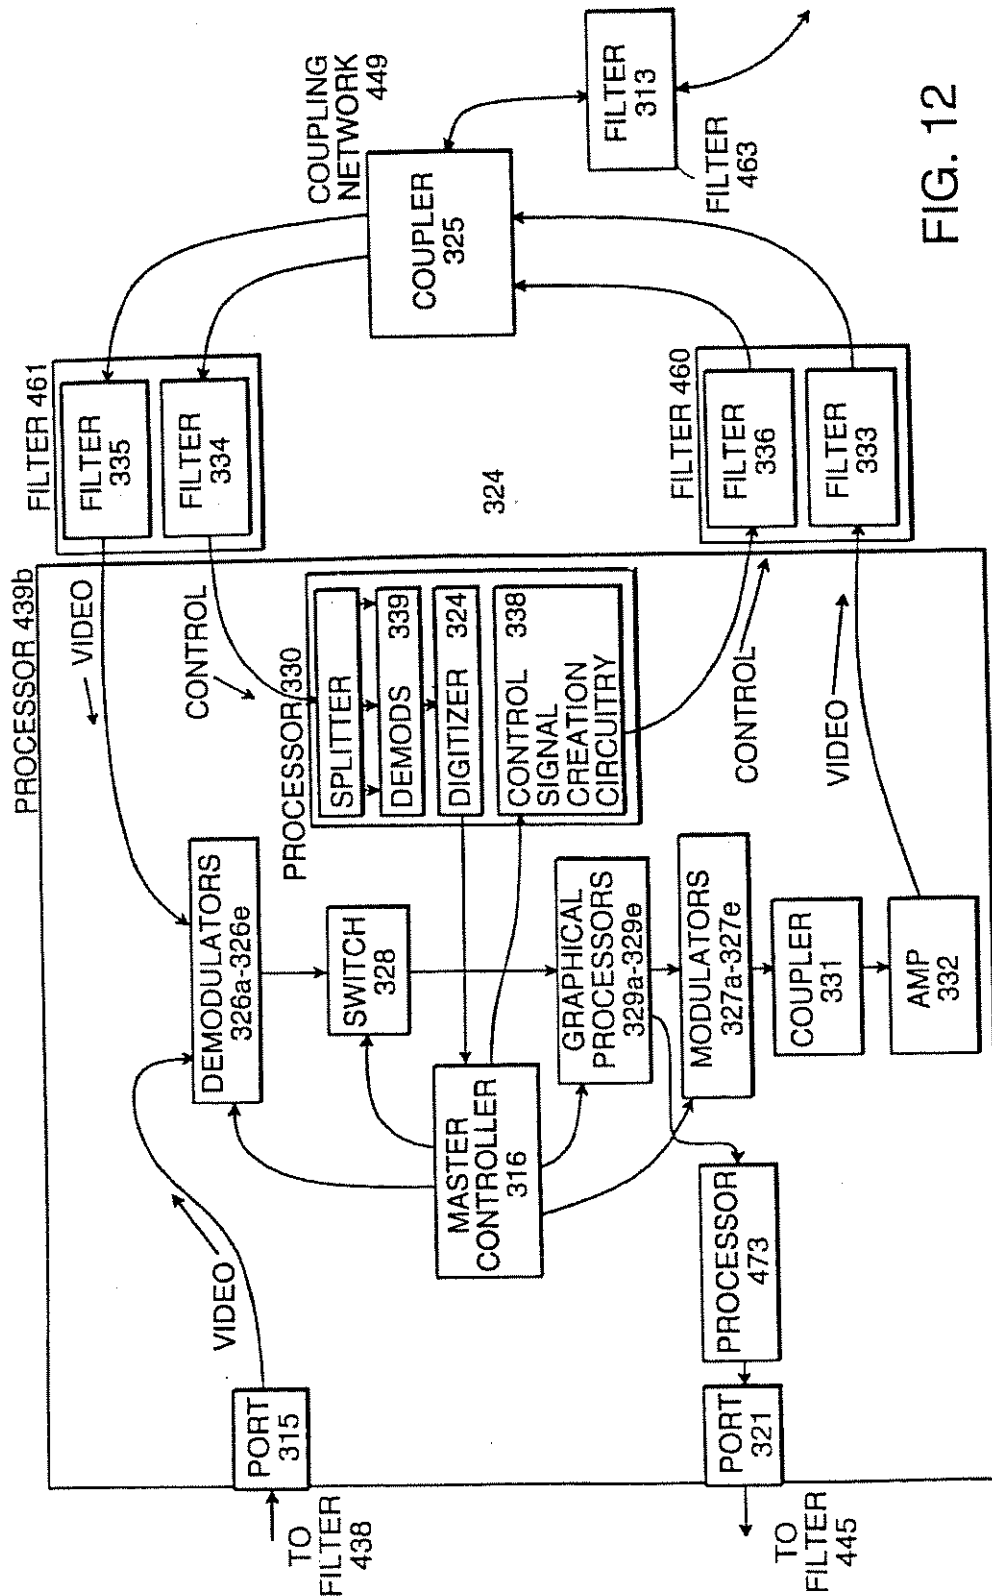 PROCESSOR 439b
FILTER 461
FILTER
335
FILTER
334
COUPLING
NETWORK
449
COUPLER
325
FILTER
313
FILTER
463
VIDEO
CONTROL
324
PROCESSOR 330
SPLITTER
DEMODS 339
DIGITIZER 324
CONTROL 338
SIGNAL
CREATION
CIRCUITRY
FILTER 460
FILTER
336
FILTER
333
CONTROL
VIDEO
DEMODULATORS
326a-326e
SWITCH
328
GRAPHICAL
PROCESSORS
329a-329e
MODULATORS
327a-327e
COUPLER
331
AMP
332
MASTER
CONTROLLER
316
VIDEO
PROCESSOR
473
PORT
315
PORT
321
TO
FILTER
438
TO
FILTER
445
FIG. 12